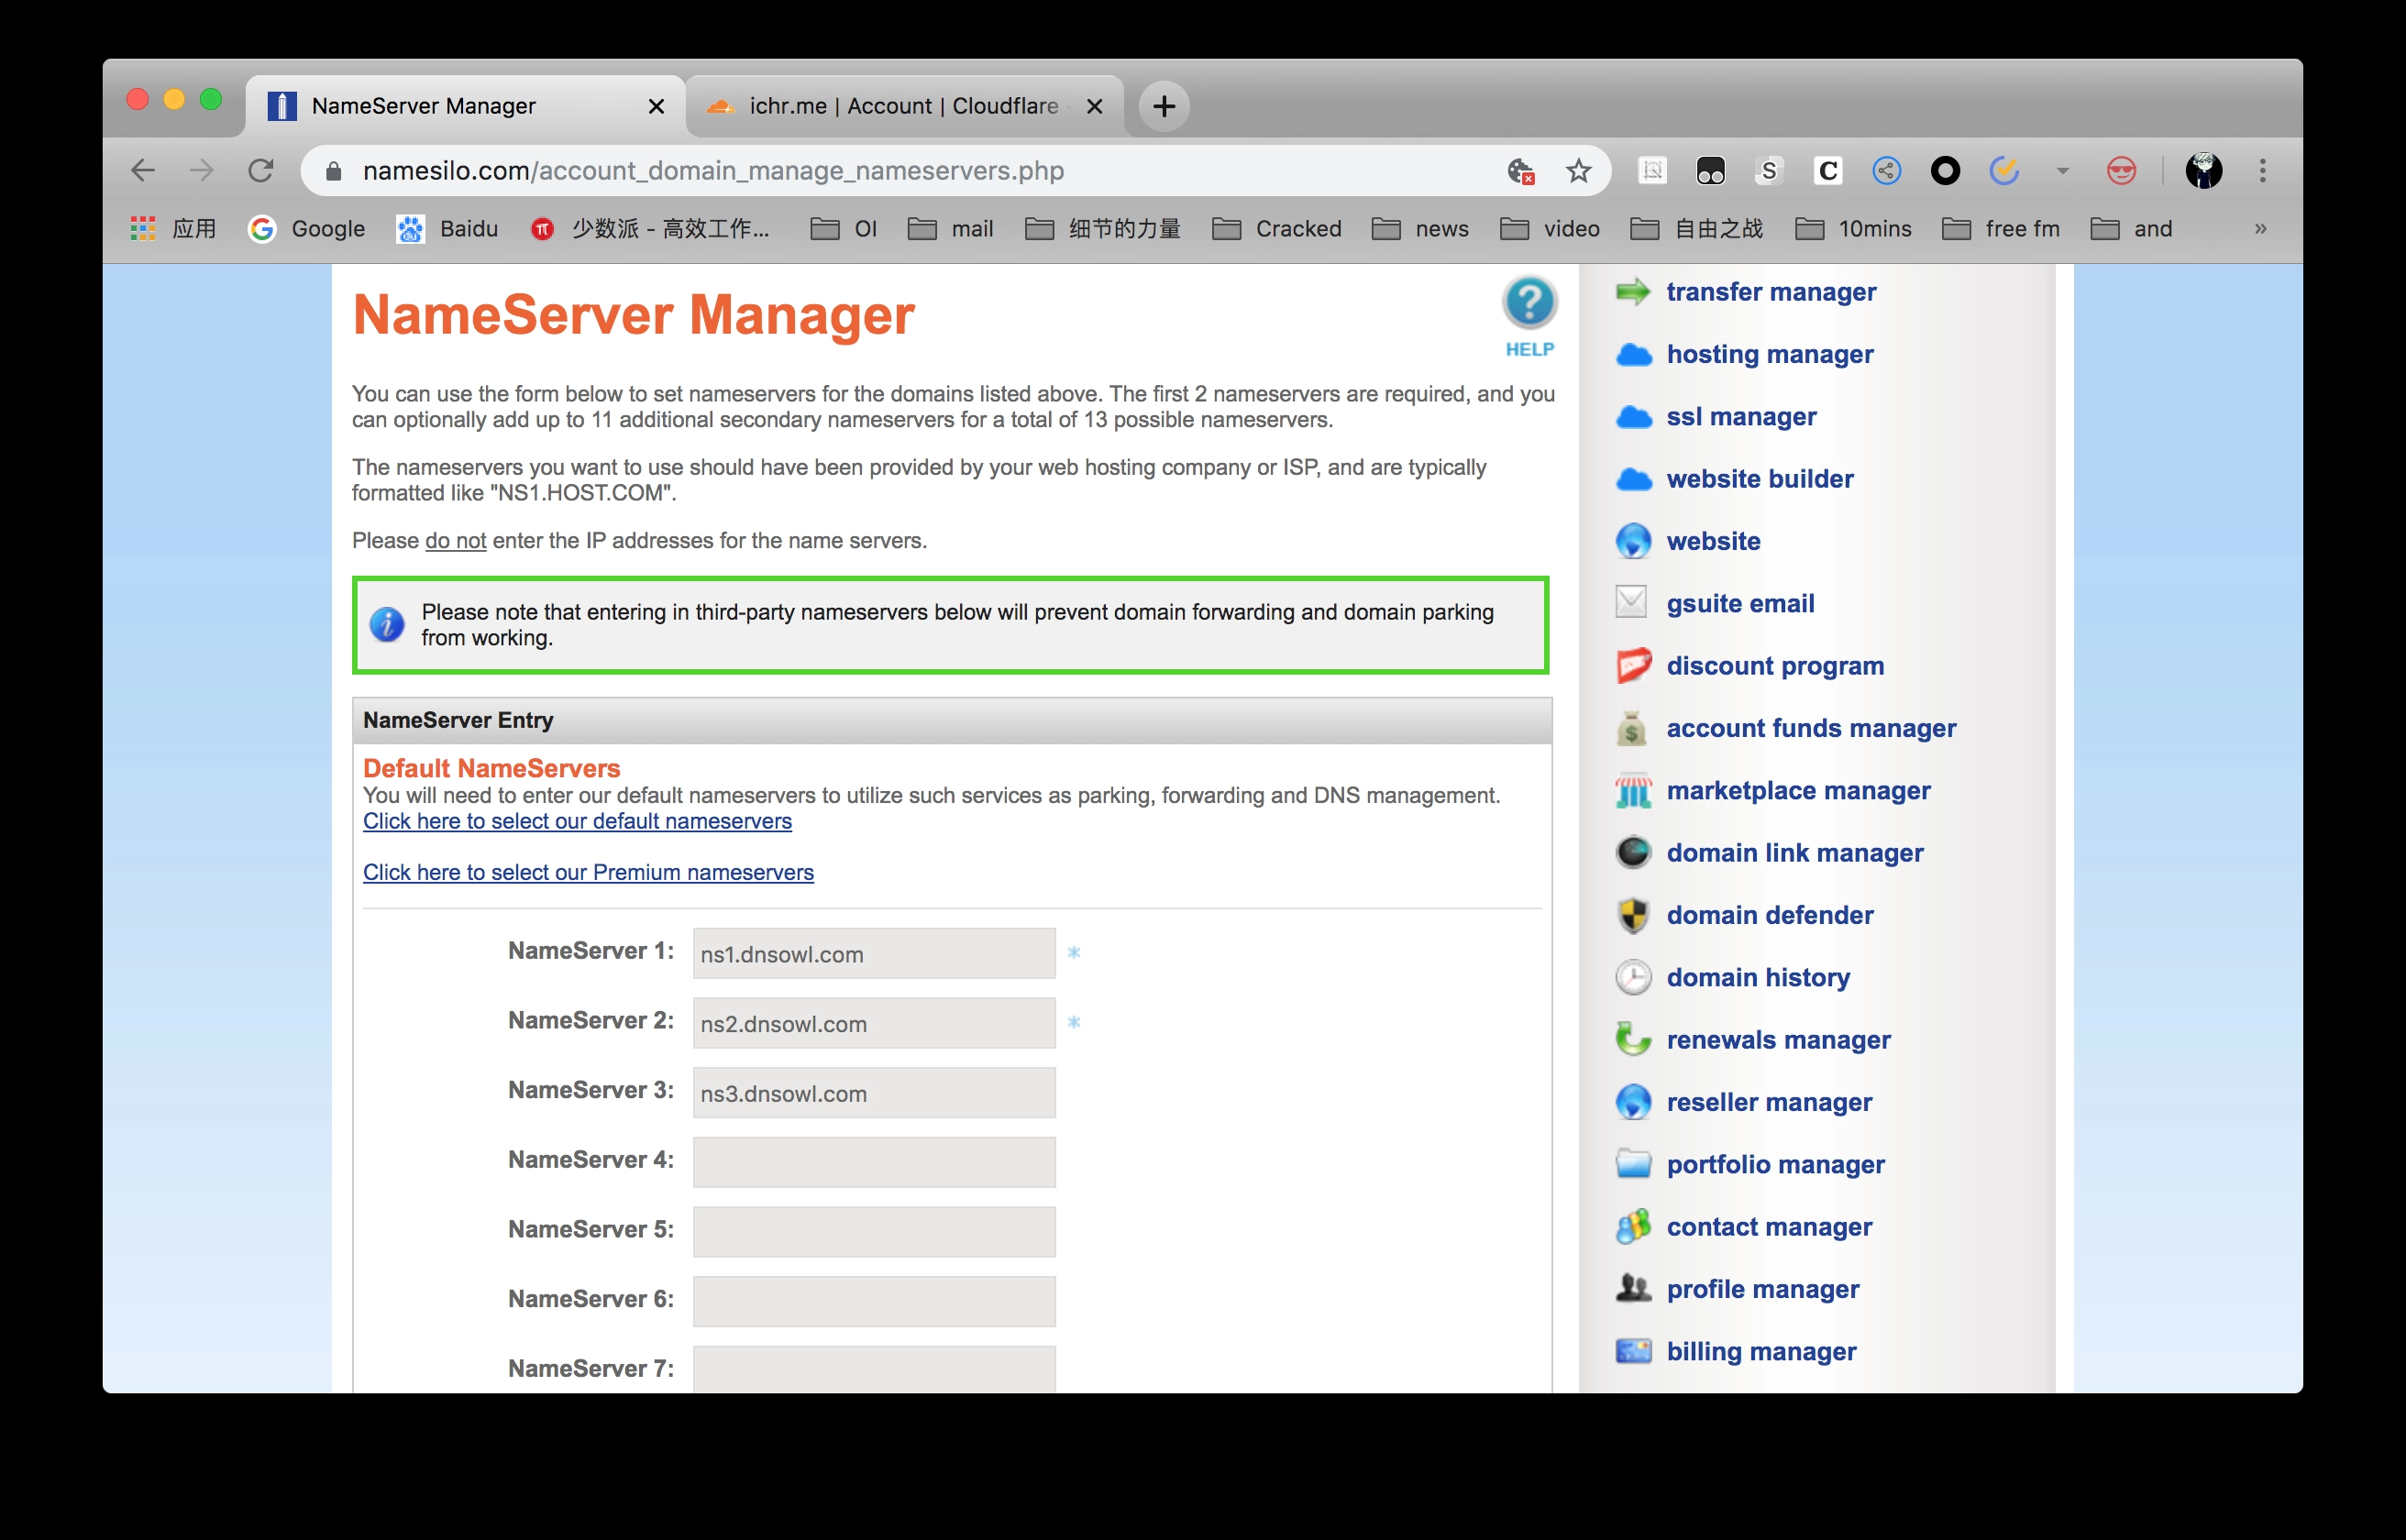 NameServer Manager
ichr.me | Account | Cloudflare
namesilo.com/account_domain_manage_nameservers.php
应用
Google
Baidu
少数派 - 高效工作...
OI
mail
细节的力量
Cracked
news
video
自由之战
10mins
free fm
and
»
NameServer Manager
HELP
You can use the form below to set nameservers for the domains listed above. The first 2 nameservers are required, and you
can optionally add up to 11 additional secondary nameservers for a total of 13 possible nameservers.
The nameservers you want to use should have been provided by your web hosting company or ISP, and are typically
formatted like "NS1.HOST.COM".
Please do not enter the IP addresses for the name servers.
Please note that entering in third-party nameservers below will prevent domain forwarding and domain parking
from working.
NameServer Entry
Default NameServers
You will need to enter our default nameservers to utilize such services as parking, forwarding and DNS management.
Click here to select our default nameservers
Click here to select our Premium nameservers
NameServer 1: ns1.dnsowl.com *
NameServer 2: ns2.dnsowl.com *
NameServer 3: ns3.dnsowl.com
NameServer 4:
NameServer 5:
NameServer 6:
NameServer 7:
transfer manager
hosting manager
ssl manager
website builder
website
gsuite email
discount program
account funds manager
marketplace manager
domain link manager
domain defender
domain history
renewals manager
reseller manager
portfolio manager
contact manager
profile manager
billing manager